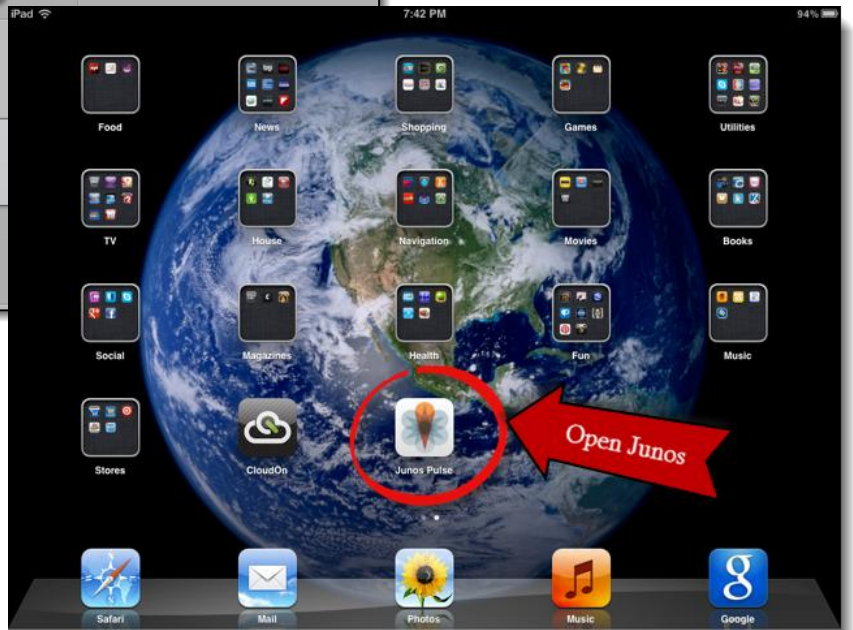 iPad 7:42 PM 94%
Food News Shopping Games Utilities
TV House Navigation Movies Books
Social Magazines Health Fun Music
Stores CloudOn Junos Pulse
Open Junos
Safari Mail Photos Music Google